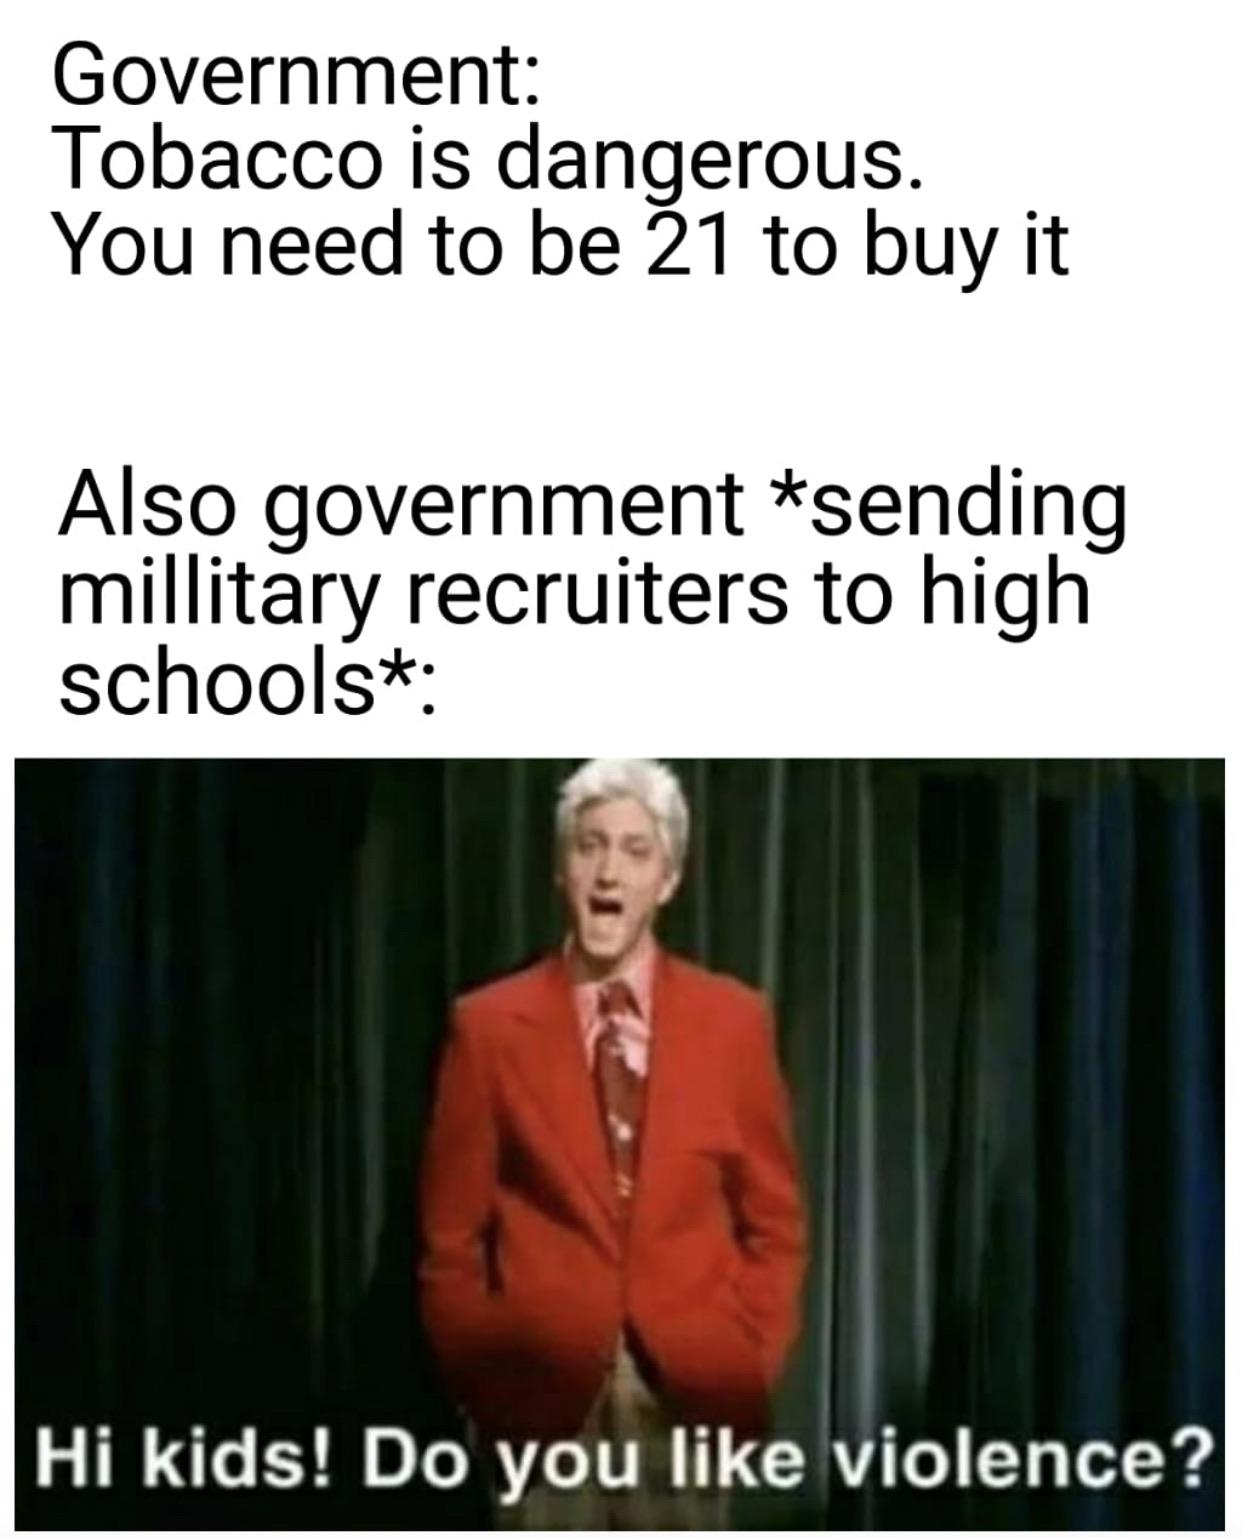 Government:
Tobacco is dangerous.
You need to be 21 to buy it
Also government *sending
millitary recruiters to high
schools*:
Hi kids! Do you like violence?